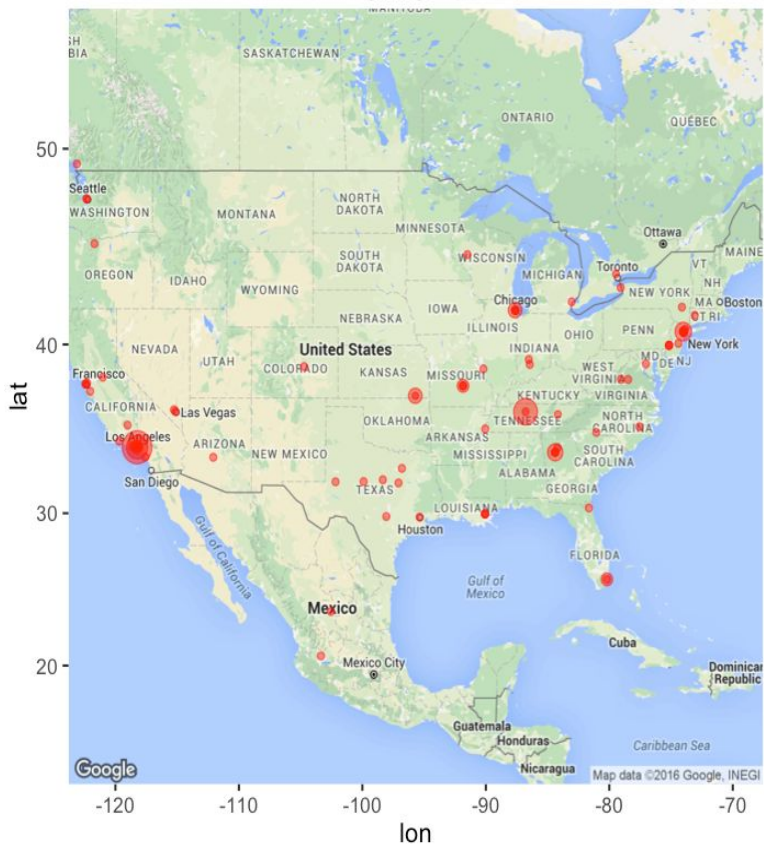 MANITOBA
SH
BIA
SASKATCHEWAN
ONTARIO
QUÉBEC
50
Seattle
WASHINGTON
MONTANA
NORTH
DAKOTA
MINNESOTA
Ottawa
MAINE
OREGON
IDAHO
WYOMING
SOUTH
DAKOTA
WISCONSIN
MICHIGAN
Toronto
VT
NH
NEW YORK
MA
Boston
CT RI
Chicago
IOWA
NEBRASKA
ILLINOIS
OHIO
PENN
New York
40
NEVADA
UTAH
United States
COLORADO
KANSAS
MISSOURI
INDIANA
WEST
VIRGINIA
MD
DE NJ
Francisco
CALIFORNIA
Las Vegas
KENTUCKY
VIRGINIA
OKLAHOMA
TENNESSEE
NORTH
CAROLINA
Los Angeles
ARIZONA
NEW MEXICO
ARKANSAS
MISSISSIPPI
SOUTH
CAROLINA
San Diego
ALABAMA
TEXAS
GEORGIA
LOUISIANA
30
Houston
Gulf of California
FLORIDA
Gulf of
Mexico
Mexico
Cuba
20
Mexico City
Dominican
Republic
Guatemala
Honduras
Caribbean Sea
Nicaragua
Google
Map data ©2016 Google, INEGI
-120
-110
-100
-90
-80
-70
lon
lat